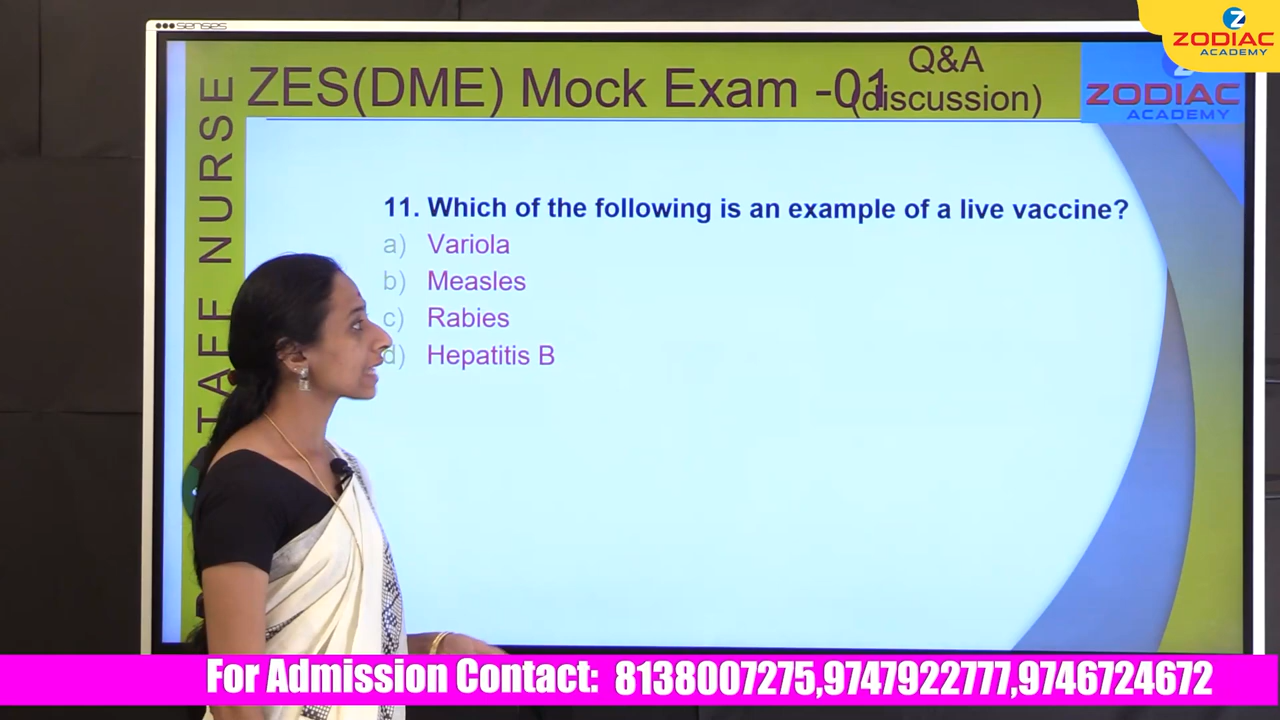 senses
ZODIAC
ACADEMY
STAFF NURSE
ZES(DME) Mock Exam -01
Q&A
(discussion)
ZODIAC
ACADEMY
11. Which of the following is an example of a live vaccine?
a) Variola
b) Measles
c) Rabies
d) Hepatitis B
For Admission Contact: 8138007275,9747922777,9746724672